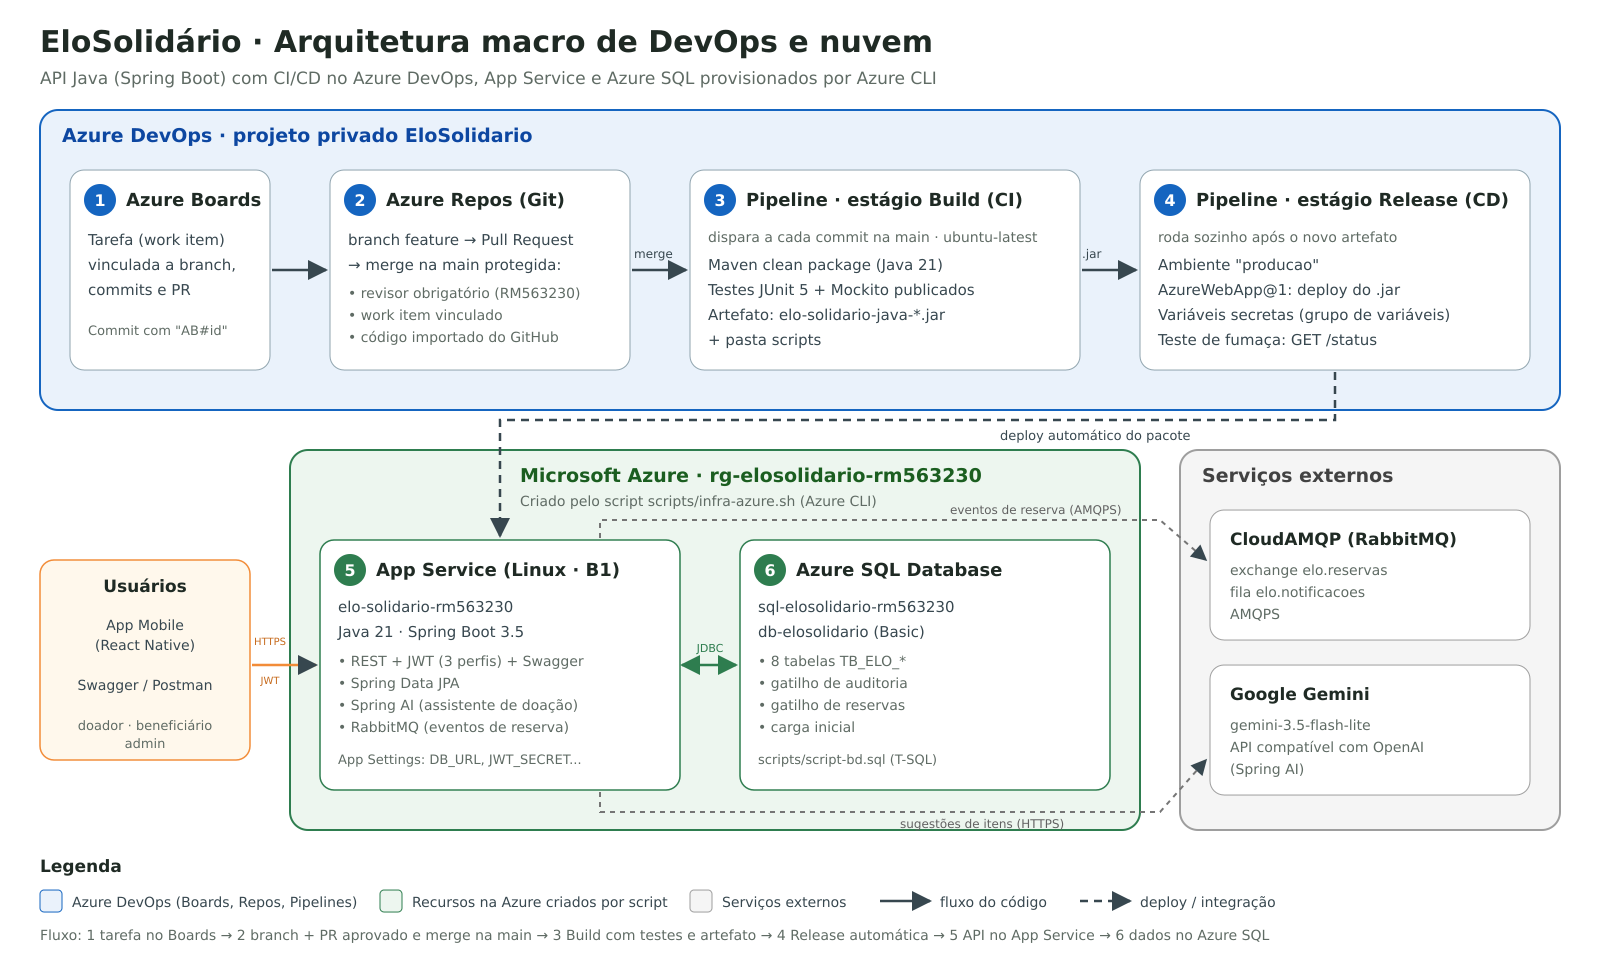 EloSolidário · Arquitetura macro de DevOps e nuvem
API Java (Spring Boot) com CI/CD no Azure DevOps, App Service e Azure SQL provisionados por Azure CLI
Azure DevOps · projeto privado EloSolidario
1 Azure Boards
Tarefa (work item)
vinculada a branch,
commits e PR
Commit com "AB#id"
2 Azure Repos (Git)
branch feature → Pull Request
→ merge na main protegida:
• revisor obrigatório (RM563230)
• work item vinculado
• código importado do GitHub
merge
3 Pipeline · estágio Build (CI)
dispara a cada commit na main · ubuntu-latest
Maven clean package (Java 21)
Testes JUnit 5 + Mockito publicados
Artefato: elo-solidario-java-*.jar
+ pasta scripts
.jar
4 Pipeline · estágio Release (CD)
roda sozinho após o novo artefato
Ambiente "producao"
AzureWebApp@1: deploy do .jar
Variáveis secretas (grupo de variáveis)
Teste de fumaça: GET /status
deploy automático do pacote
Microsoft Azure · rg-elosolidario-rm563230
Criado pelo script scripts/infra-azure.sh (Azure CLI)
eventos de reserva (AMQPS)
Usuários
App Mobile
(React Native)
Swagger / Postman
doador · beneficiário
admin
HTTPS
JWT
5 App Service (Linux · B1)
elo-solidario-rm563230
Java 21 · Spring Boot 3.5
• REST + JWT (3 perfis) + Swagger
• Spring Data JPA
• Spring AI (assistente de doação)
• RabbitMQ (eventos de reserva)
App Settings: DB_URL, JWT_SECRET...
JDBC
6 Azure SQL Database
sql-elosolidario-rm563230
db-elosolidario (Basic)
• 8 tabelas TB_ELO_*
• gatilho de auditoria
• gatilho de reservas
• carga inicial
scripts/script-bd.sql (T-SQL)
sugestões de itens (HTTPS)
Serviços externos
CloudAMQP (RabbitMQ)
exchange elo.reservas
fila elo.notificacoes
AMQPS
Google Gemini
gemini-3.5-flash-lite
API compatível com OpenAI
(Spring AI)
Legenda
Azure DevOps (Boards, Repos, Pipelines)
Recursos na Azure criados por script
Serviços externos
fluxo do código
deploy / integração
Fluxo: 1 tarefa no Boards → 2 branch + PR aprovado e merge na main → 3 Build com testes e artefato → 4 Release automática → 5 API no App Service → 6 dados no Azure SQL